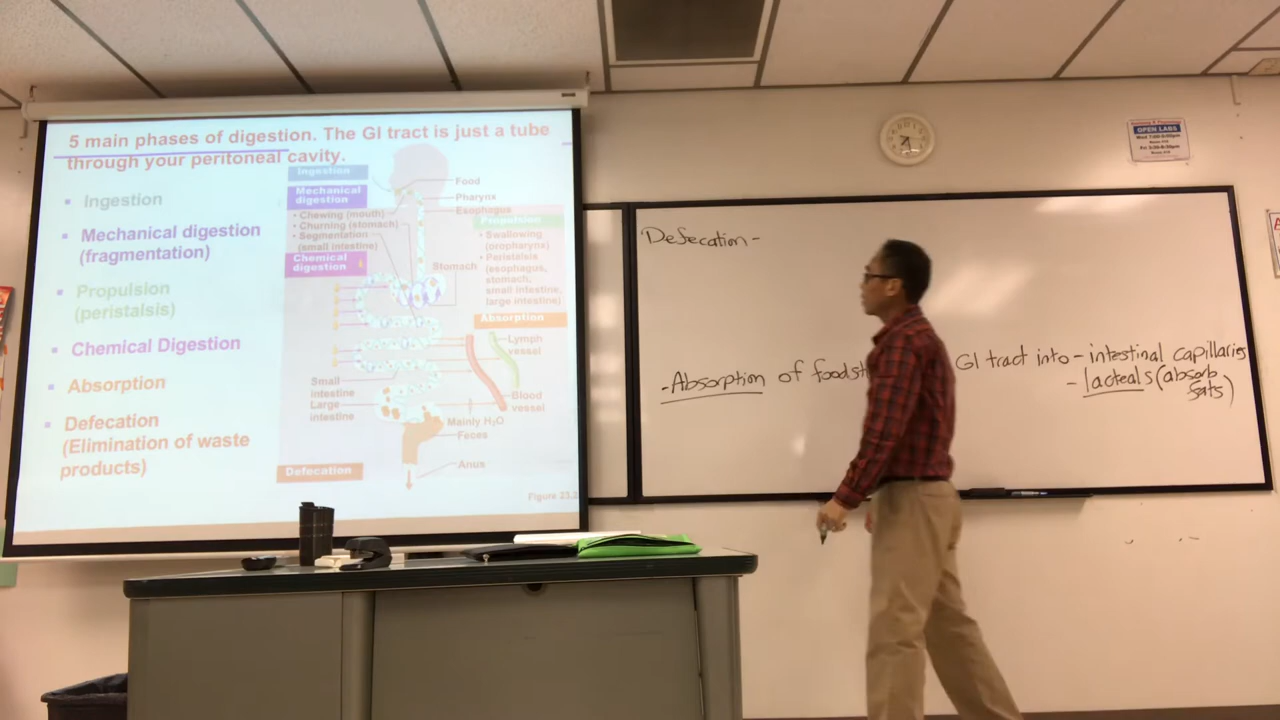 5 main phases of digestion. The GI tract is just a tube
through your peritoneal cavity.
Ingestion
Mechanical digestion
(fragmentation)
Propulsion
(peristalsis)
Chemical Digestion
Absorption
Defecation
(Elimination of waste
products)
Ingestion
Mechanical
digestion
• Chewing (mouth)
• Churning (stomach)
• Segmentation
(small intestine)
Chemical
digestion
Food
Pharynx
Esophagus
Propulsion
• Swallowing
(oropharynx)
• Peristalsis
(esophagus,
stomach,
small intestine,
large intestine)
Stomach
Absorption
Lymph
vessel
Small
intestine
Large
intestine
Blood
vessel
Mainly H₂O
Feces
Defecation
Anus
Figure 23.2
Defecation -
- Absorption of foodst
GI tract into - intestinal capillaries
- lacteals (absorb
fats)
OPEN LABS